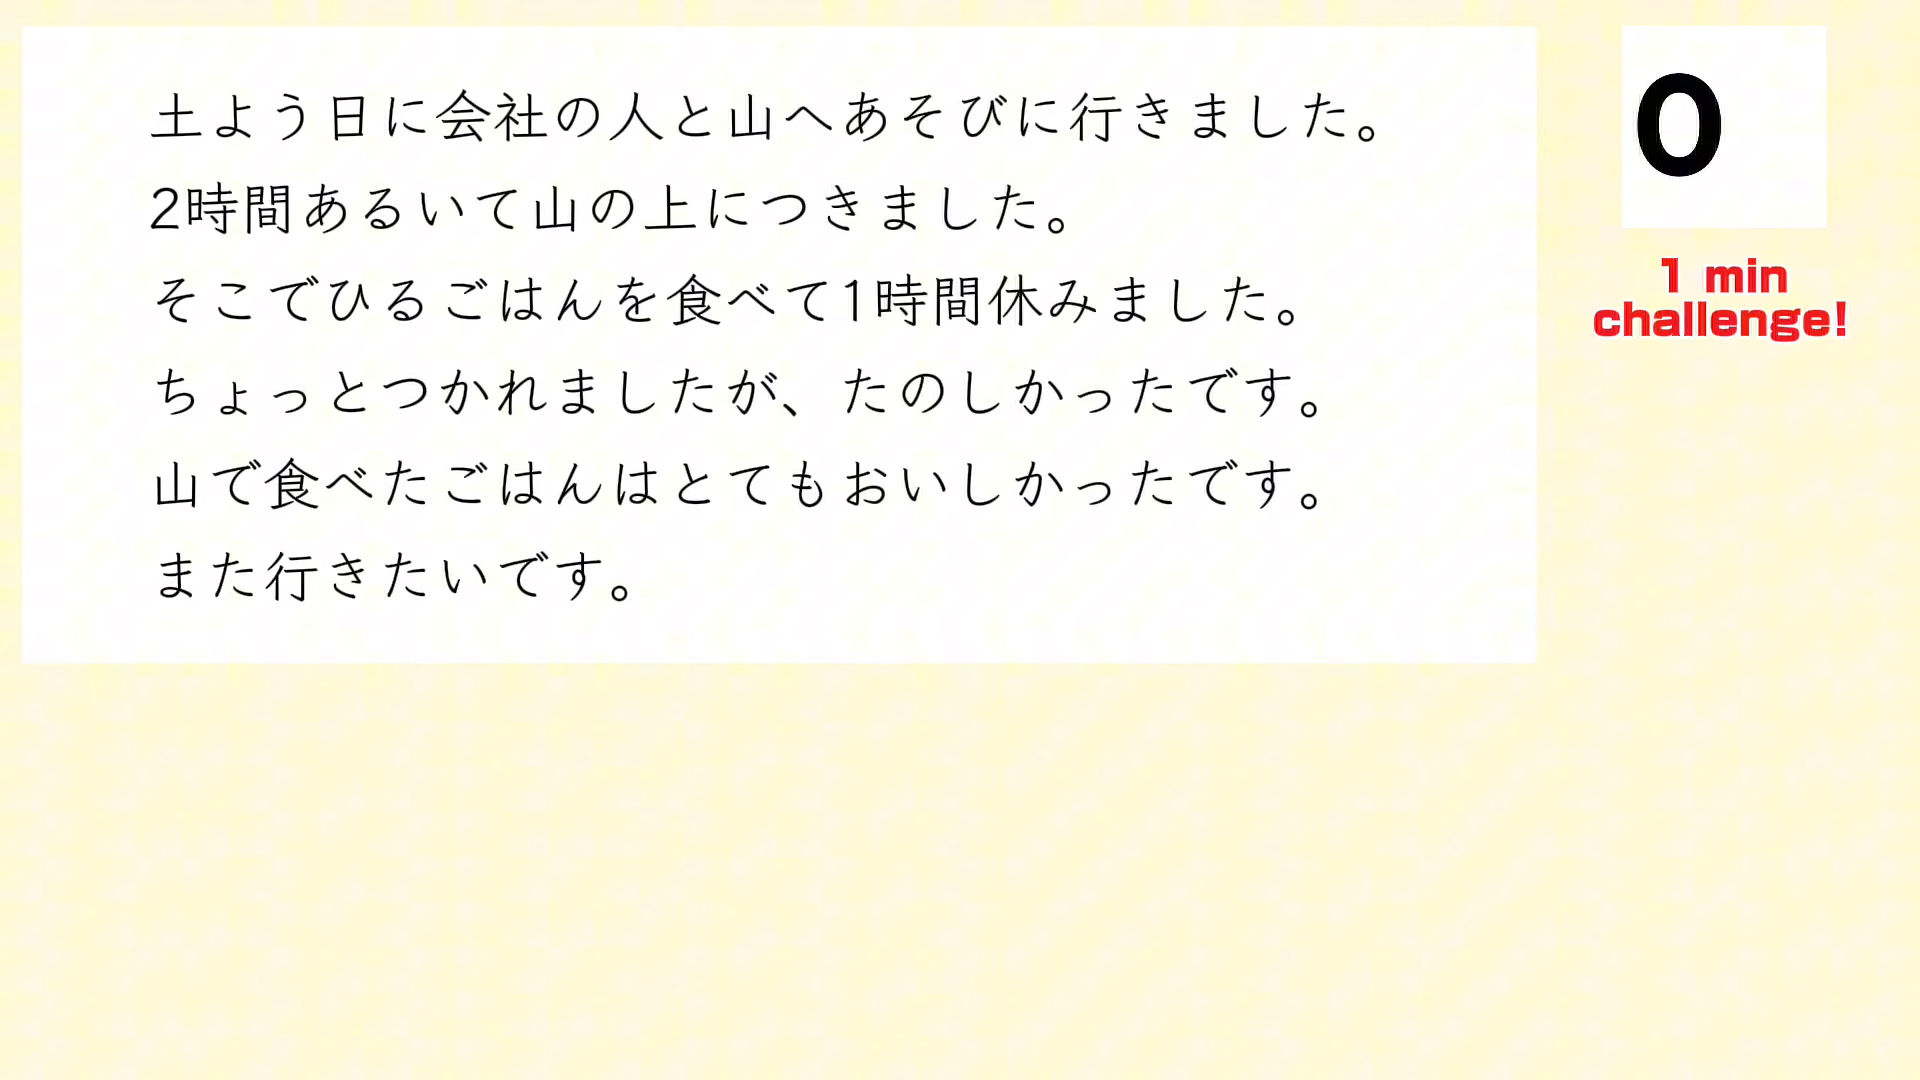 土よう日に会社の人と山へあそびに行きました。
2時間あるいて山の上につきました。
そこでひるごはんを食べて1時間休みました。
ちょっとつかれましたが、たのしかったです。
山で食べたごはんはとてもおいしかったです。
また行きたいです。
0
1 min
challenge!